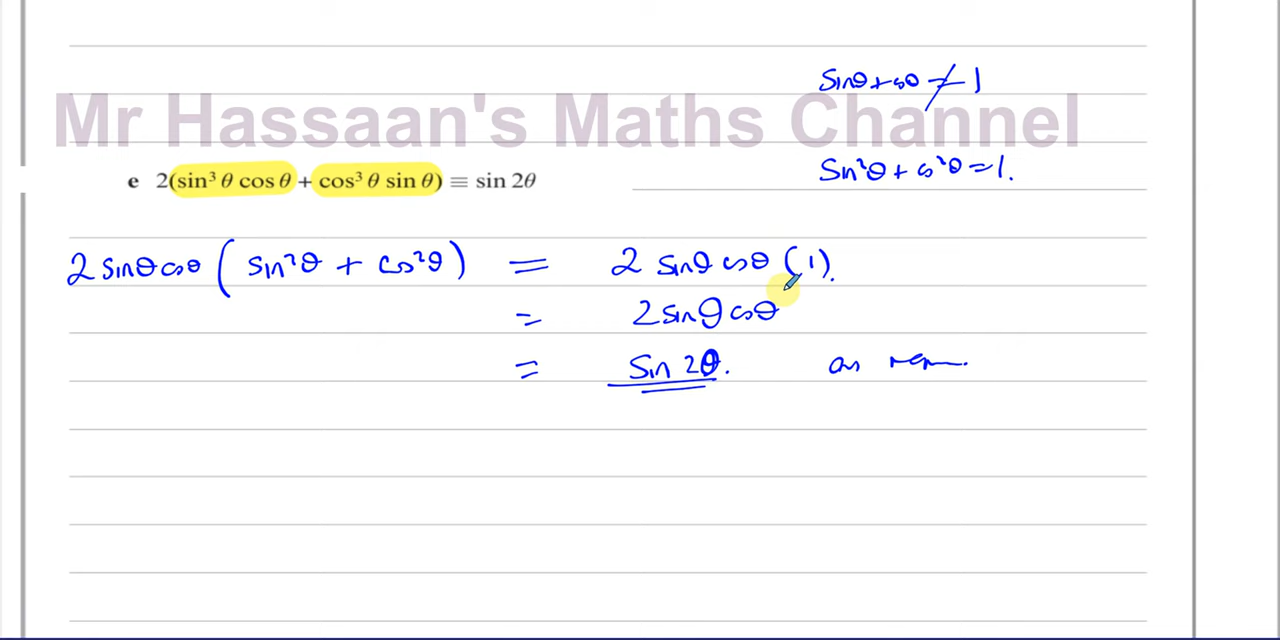 sinθ + cosθ ≠ 1
Mr Hassaan's Maths Channel
sin²θ + cos²θ = 1.
e 2(sin³ θ cos θ + cos³ θ sin θ) ≡ sin 2θ
2 sinθ cosθ ( sin²θ + cos²θ ) = 2 sinθ cosθ (1).
= 2 sinθ cosθ
= sin 2θ. as